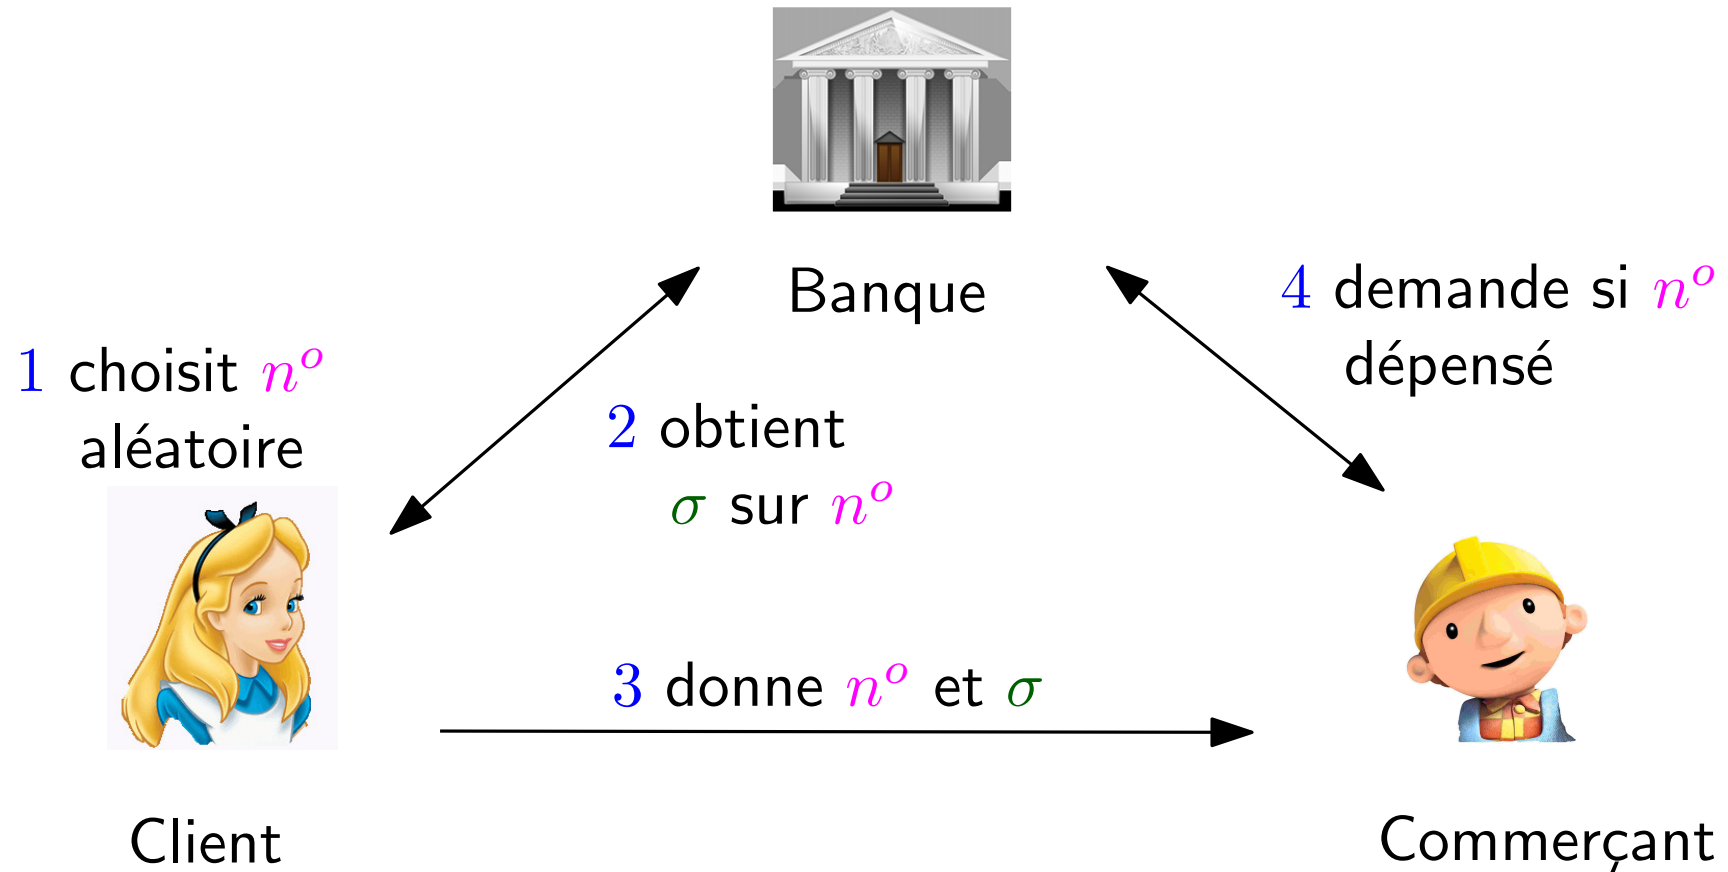 Banque
4 demande si nº
dépensé
1 choisit nº
aléatoire
2 obtient
σ sur nº
3 donne nº et σ
Client
Commerçant